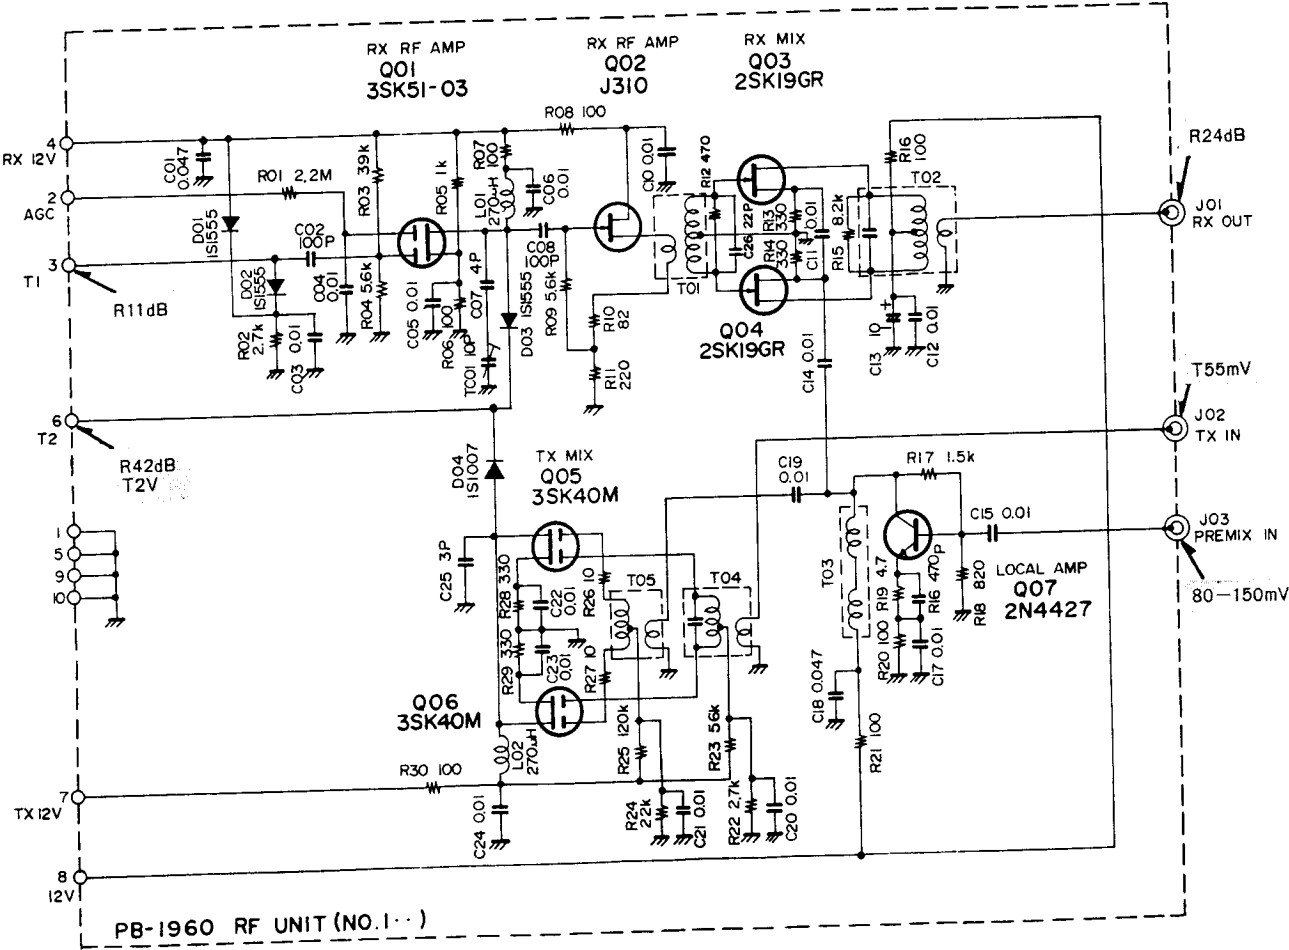 RX RF AMP
Q01
3SK51-03
RX RF AMP
Q02
J310
RX MIX
Q03
2SK19GR
4
RX 12V
C01
0.047
R01 2.2M
2
AGC
D01
1S1555
R03 39k
R05 1k
R07
100
L01
270μH
C06
0.01
R08 100
C10 0.01
R12 470
R16
100
T02
R24dB
J01
RX OUT
C02
100P
3
T1
R11dB
D02
1S1555
C04
0.01
R04 5.6k
C05 0.01
R06 100
C07 4P
TC01 10P
D03 1S1555
C08
100P
R09 5.6k
R10
82
R11
220
T01
C26 22P
R13
330
R14
330
C11 0.01
R15 8.2k
R02
2.7k
C03 0.01
Q04
2SK19GR
C14 0.01
C13 10
+
C12 0.01
6
T2
R42dB
T2V
T55mV
J02
TX IN
D04
1S1007
TX MIX
Q05
3SK40M
C19
0.01
R17 1.5k
1
5
9
10
C25 3P
R28 330
C22
0.01
R26 10
T05
T04
R29 330
C23
0.01
R27 10
T03
R19 4.7
R16 470P
R20 100
C17 0.01
C15 0.01
R18 820
LOCAL AMP
Q07
2N4427
J03
PREMIX IN
80-150mV
Q06
3SK40M
L02
270μH
R25 120k
R23 56k
C18 0.047
R21 100
7
TX 12V
R30 100
C24 0.01
R24
22k
C21 0.01
R22 2.7k
C20 0.01
8
12V
PB-1960 RF UNIT (NO.1··)